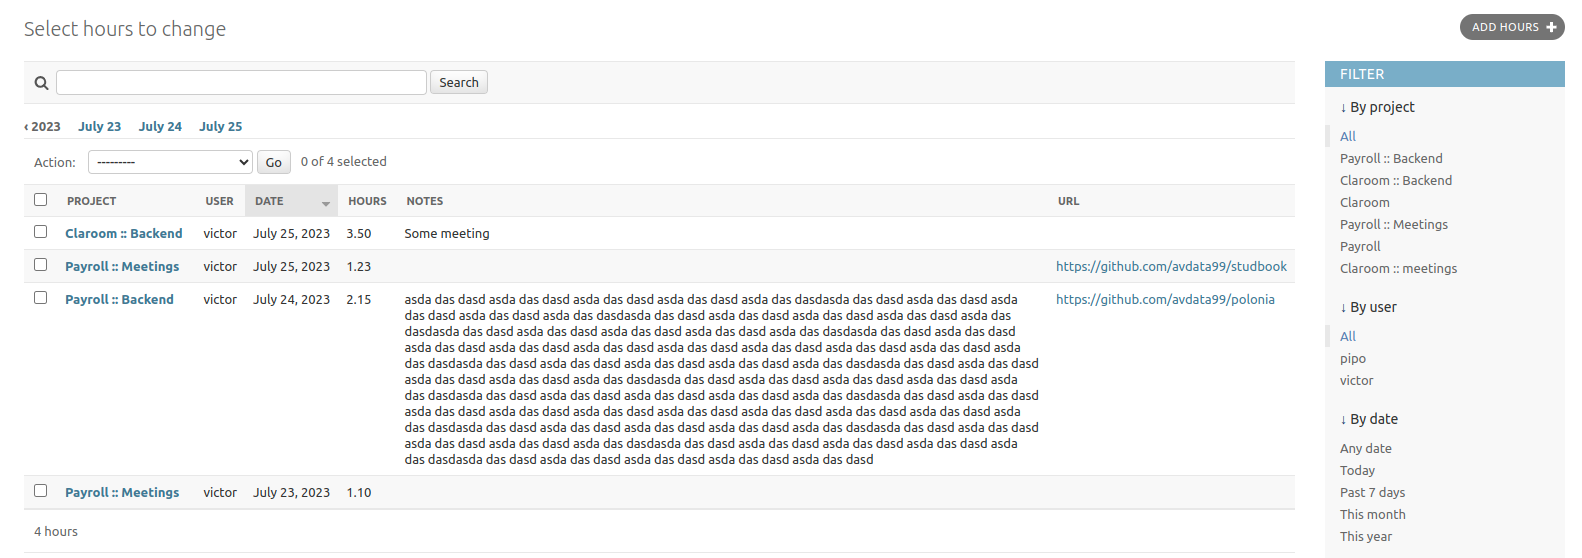 Select hours to change
ADD HOURS +
Search
‹ 2023 July 23 July 24 July 25
Action: --------- Go 0 of 4 selected
PROJECT USER DATE HOURS NOTES URL
Claroom :: Backend victor July 25, 2023 3.50 Some meeting
Payroll :: Meetings victor July 25, 2023 1.23 https://github.com/avdata99/studbook
Payroll :: Backend victor July 24, 2023 2.15 asda das dasd asda das dasd asda das dasd asda das dasd asda das dasdasda das dasd asda das dasd asda https://github.com/avdata99/polonia
das dasd asda das dasd asda das dasdasda das dasd asda das dasd asda das dasd asda das dasd asda das
dasdasda das dasd asda das dasd asda das dasd asda das dasd asda das dasdasda das dasd asda das dasd
asda das dasd asda das dasd asda das dasd asda das dasd asda das dasd asda das dasd asda das dasd asda
das dasdasda das dasd asda das dasd asda das dasd asda das dasd asda das dasdasda das dasd asda das dasd
asda das dasd asda das dasd asda das dasdasda das dasd asda das dasd asda das dasd asda das dasd asda
das dasdasda das dasd asda das dasd asda das dasd asda das dasd asda das dasdasda das dasd asda das dasd
asda das dasd asda das dasd asda das dasd asda das dasd asda das dasd asda das dasd asda das dasd asda
das dasdasda das dasd asda das dasd asda das dasd asda das dasd asda das dasdasda das dasd asda das dasd
asda das dasd asda das dasd asda das dasdasda das dasd asda das dasd asda das dasd asda das dasd asda
das dasdasda das dasd asda das dasd asda das dasd asda das dasd asda das dasd
Payroll :: Meetings victor July 23, 2023 1.10
4 hours
FILTER
↓ By project
All
Payroll :: Backend
Claroom :: Backend
Claroom
Payroll :: Meetings
Payroll
Claroom :: meetings
↓ By user
All
pipo
victor
↓ By date
Any date
Today
Past 7 days
This month
This year